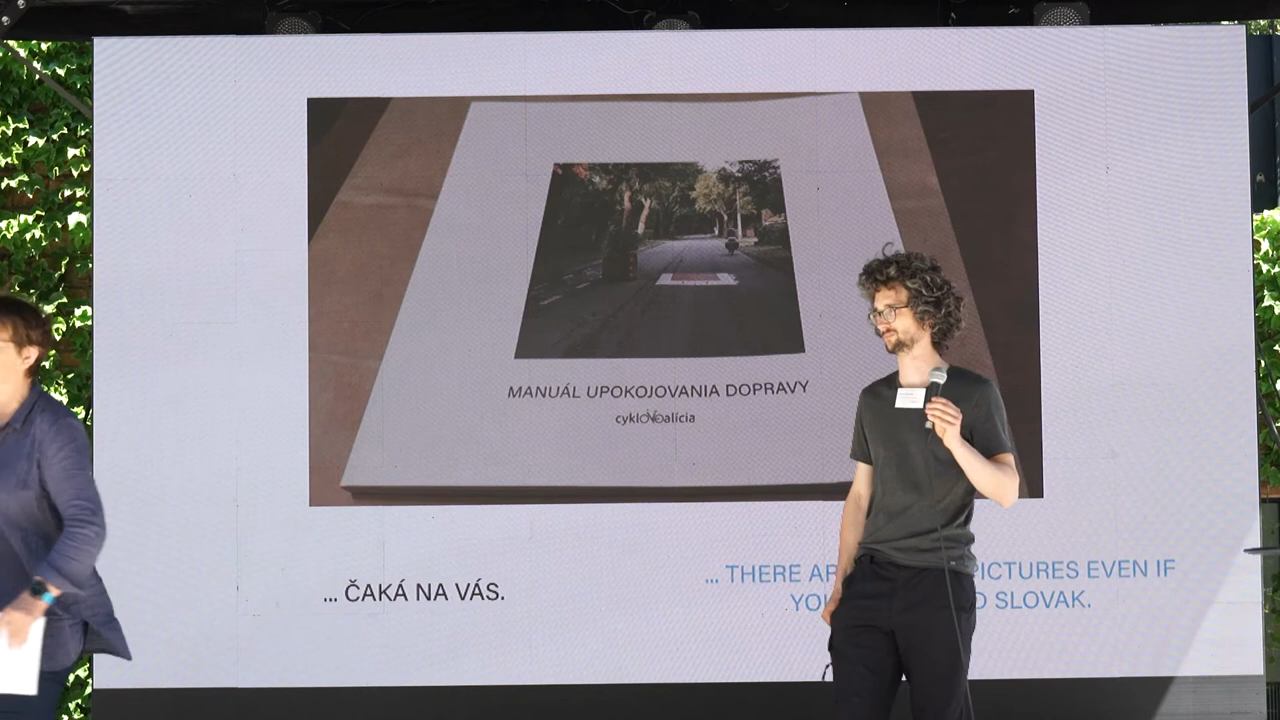 MANUÁL UPOKOJOVANIA DOPRAVY
cykloKoalícia
... ČAKÁ NA VÁS.
... THERE AR PICTURES EVEN IF
YO SLOVAK.